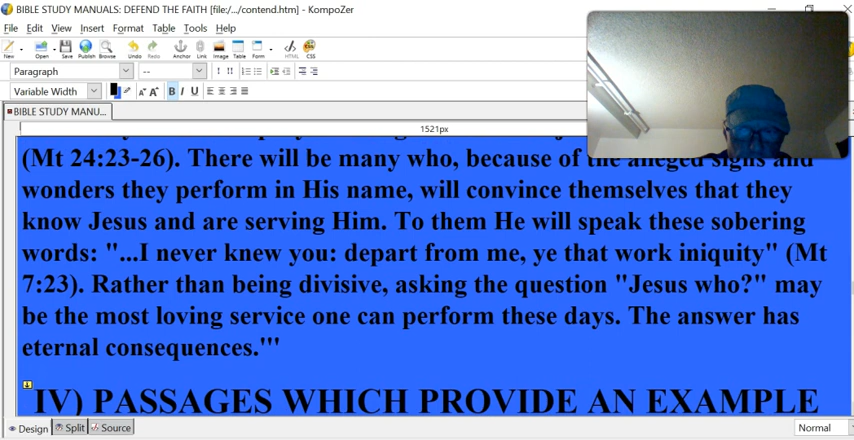 BIBLE STUDY MANUALS: DEFEND THE FAITH [file:/.../contend.htm] - KompoZer
File Edit View Insert Format Table Tools Help
New Open Save Publish Browse Undo Redo Anchor Link Image Table Form HTML CSS
Paragraph --
Variable Width B I U
BIBLE STUDY MANU...
1521px
(Mt 24:23-26). There will be many who, because of the alleged signs and
wonders they perform in His name, will convince themselves that they
know Jesus and are serving Him. To them He will speak these sobering
words: "...I never knew you: depart from me, ye that work iniquity" (Mt
7:23). Rather than being divisive, asking the question "Jesus who?" may
be the most loving service one can perform these days. The answer has
eternal consequences.'"
IV) PASSAGES WHICH PROVIDE AN EXAMPLE
Design Split Source Normal